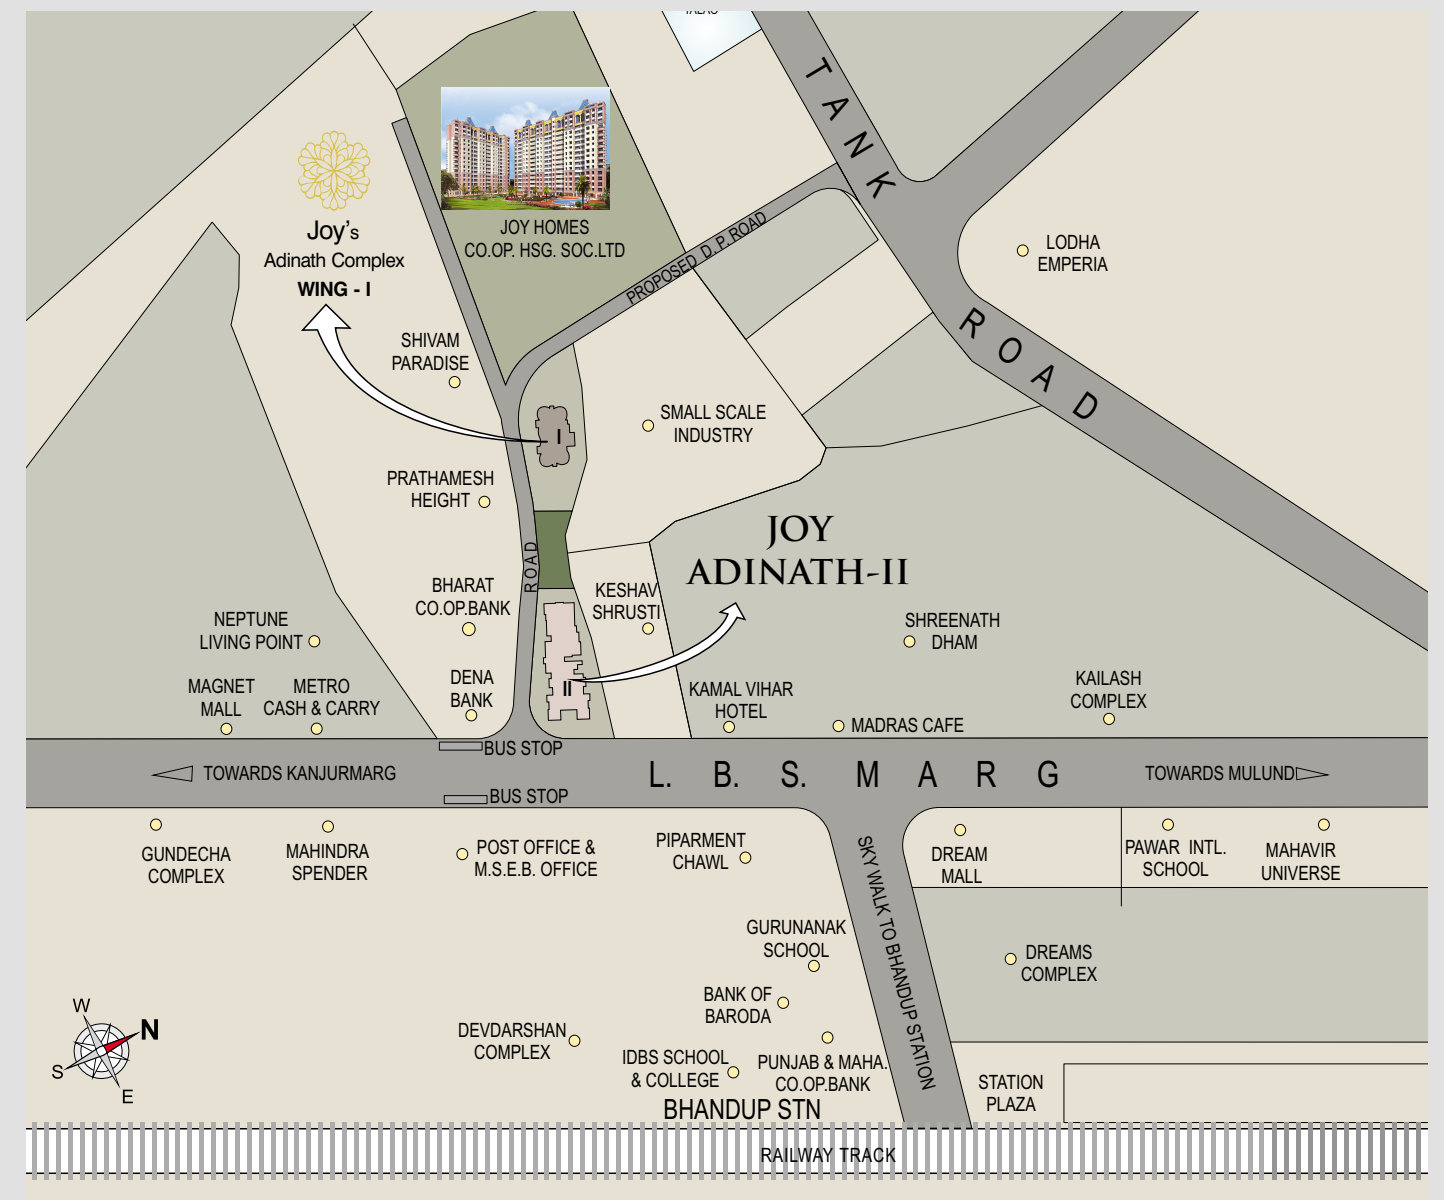 TALAO
TANK
ROAD
Joy's
Adinath Complex
WING - I
JOY HOMES
CO.OP. HSG. SOC.LTD
PROPOSED D. P. ROAD
LODHA
EMPERIA
SHIVAM
PARADISE
I
SMALL SCALE
INDUSTRY
PRATHAMESH
HEIGHT
JOY
ADINATH-II
ROAD
BHARAT
CO.OP.BANK
KESHAV
SHRUSTI
NEPTUNE
LIVING POINT
SHREENATH
DHAM
MAGNET
MALL
METRO
CASH & CARRY
DENA
BANK
II
KAMAL VIHAR
HOTEL
MADRAS CAFE
KAILASH
COMPLEX
BUS STOP
TOWARDS KANJURMARG
L. B. S. MARG
TOWARDS MULUND
BUS STOP
GUNDECHA
COMPLEX
MAHINDRA
SPENDER
POST OFFICE &
M.S.E.B. OFFICE
PIPARMENT
CHAWL
SKY WALK TO BHANDUP STATION
DREAM
MALL
PAWAR INTL.
SCHOOL
MAHAVIR
UNIVERSE
GURUNANAK
SCHOOL
DREAMS
COMPLEX
BANK OF
BARODA
W
N
S
E
DEVDARSHAN
COMPLEX
IDBS SCHOOL
& COLLEGE
PUNJAB & MAHA.
CO.OP.BANK
STATION
PLAZA
BHANDUP STN
RAILWAY TRACK